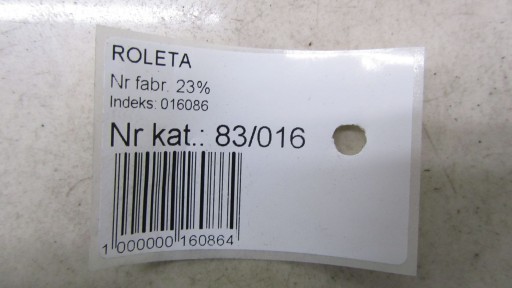 ROLETA
Nr fabr. 23%
Indeks: 016086
Nr kat.: 83/016
1 000000 160864